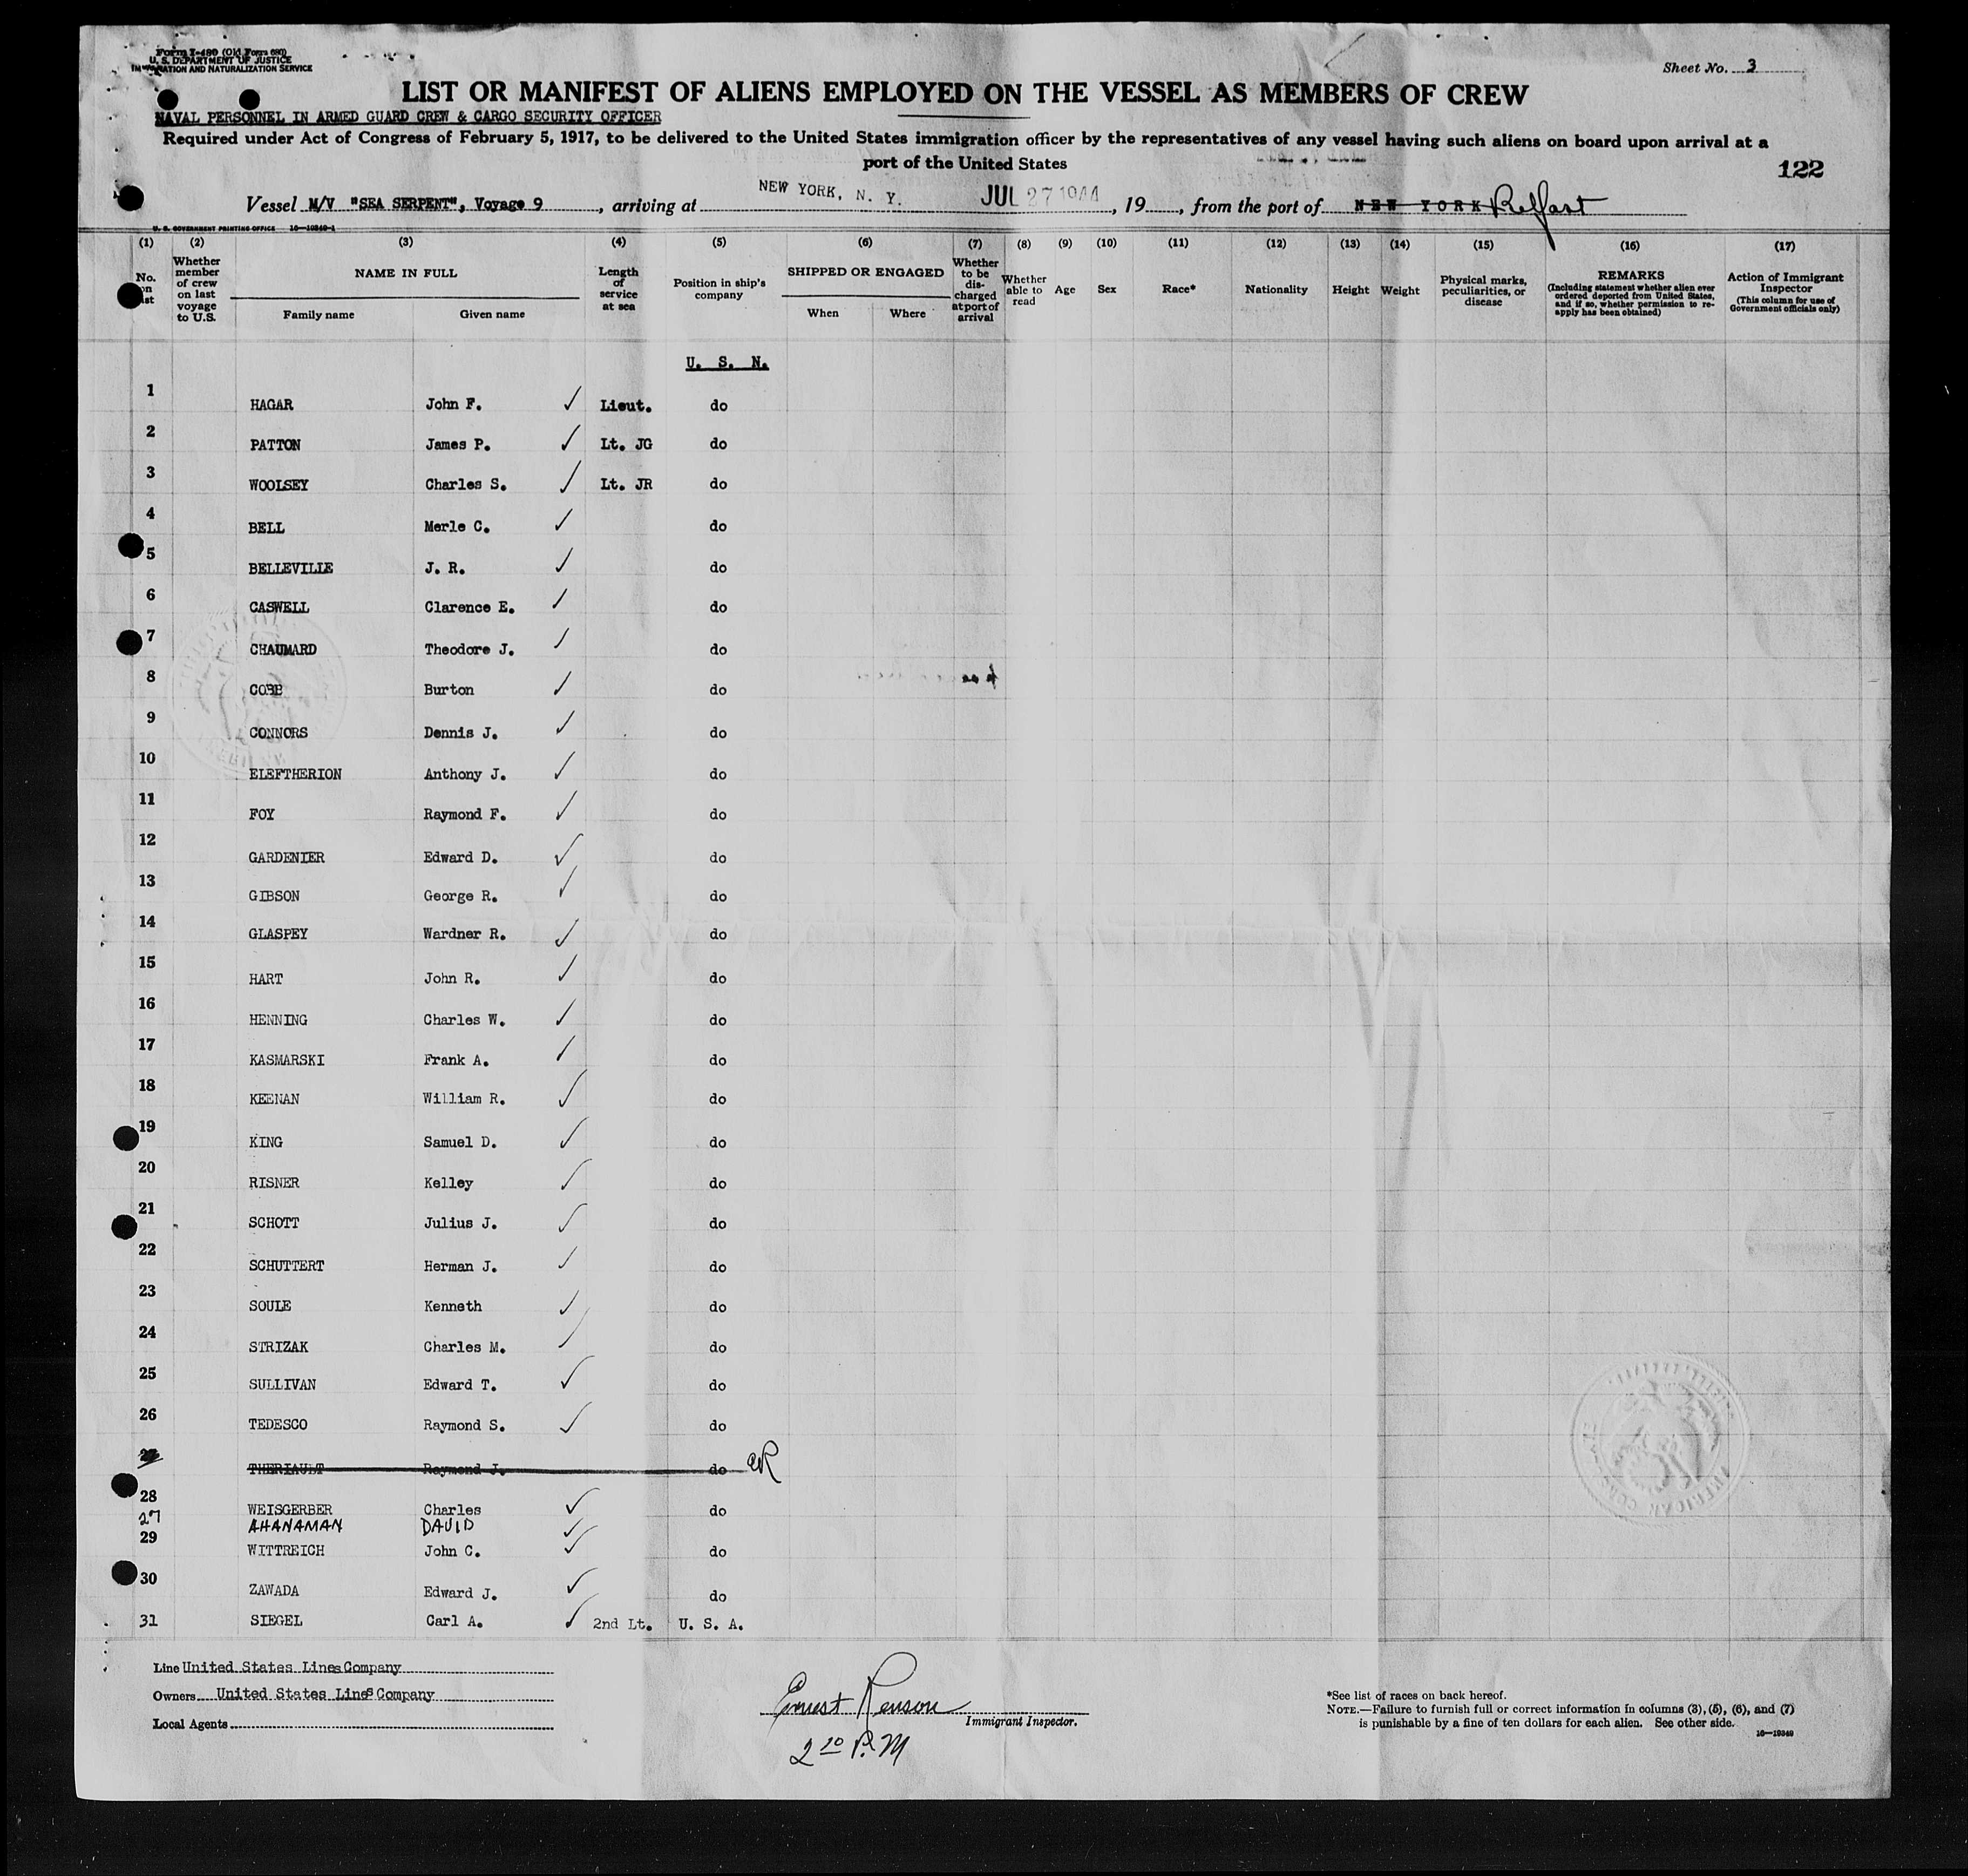 Form I-480 (Old Form 680)
U. S. DEPARTMENT OF JUSTICE
IMMIGRATION AND NATURALIZATION SERVICE
Sheet No. 3
LIST OR MANIFEST OF ALIENS EMPLOYED ON THE VESSEL AS MEMBERS OF CREW
NAVAL PERSONNEL IN ARMED GUARD CREW & CARGO SECURITY OFFICER
Required under Act of Congress of February 5, 1917, to be delivered to the United States immigration officer by the representatives of any vessel having such aliens on board upon arrival at a
port of the United States
122
Vessel M/V "SEA SERPENT", Voyage 9, arriving at NEW YORK, N. Y. JUL 27 1944, 19, from the port of NEW YORK Belfast
U. S. GOVERNMENT PRINTING OFFICE 16—19349-1
(1) (2) (3) (4) (5) (6) (7) (8) (9) (10) (11) (12) (13) (14) (15) (16) (17)
No. on list
Whether member of crew on last voyage to U.S.
NAME IN FULL
Family name Given name
Length of service at sea
Position in ship's company
SHIPPED OR ENGAGED
When Where
Whether to be discharged at port of arrival
Whether able to read
Age
Sex
Race*
Nationality
Height
Weight
Physical marks, peculiarities, or disease
REMARKS
(Including statement whether alien ever ordered deported from United States, and if so, whether permission to reapply has been obtained)
Action of Immigrant Inspector
(This column for use of Government officials only)
U. S. N.
1 HAGAR John F. ✓ Lieut. do
2 PATTON James P. ✓ Lt. JG do
3 WOOLSEY Charles S. ✓ Lt. JR do
4 BELL Merle C. ✓ do
5 BELLEVILLE J. R. ✓ do
6 CASWELL Clarence E. ✓ do
7 CHAUMARD Theodore J. ✓ do
8 COBB Burton ✓ do
9 CONNORS Dennis J. ✓ do
10 ELEFTHERION Anthony J. ✓ do
11 FOY Raymond F. ✓ do
12 GARDENIER Edward D. ✓ do
13 GIBSON George R. ✓ do
14 GLASPEY Wardner R. ✓ do
15 HART John R. ✓ do
16 HENNING Charles W. ✓ do
17 KASMARSKI Frank A. ✓ do
18 KEENAN William R. ✓ do
19 KING Samuel D. ✓ do
20 RISNER Kelley ✓ do
21 SCHOTT Julius J. ✓ do
22 SCHUTTERT Herman J. ✓ do
23 SOULE Kenneth ✓ do
24 STRIZAK Charles M. ✓ do
25 SULLIVAN Edward T. ✓ do
26 TEDESCO Raymond S. ✓ do
27 THERIAULT Raymond J. do
28 WEISGERBER Charles ✓ do
27 AHANAMAN DAVID ✓
29 WITTREICH John C. ✓ do
30 ZAWADA Edward J. ✓ do
31 SIEGEL Carl A. ✓ 2nd Lt. U. S. A.
Line United States Lines Company
Owners United States Lines Company
Local Agents
Ernest Renson
Immigrant Inspector.
2 10 P.M
*See list of races on back hereof.
NOTE.—Failure to furnish full or correct information in columns (3), (5), (6), and (7)
is punishable by a fine of ten dollars for each alien. See other side.
16—19349